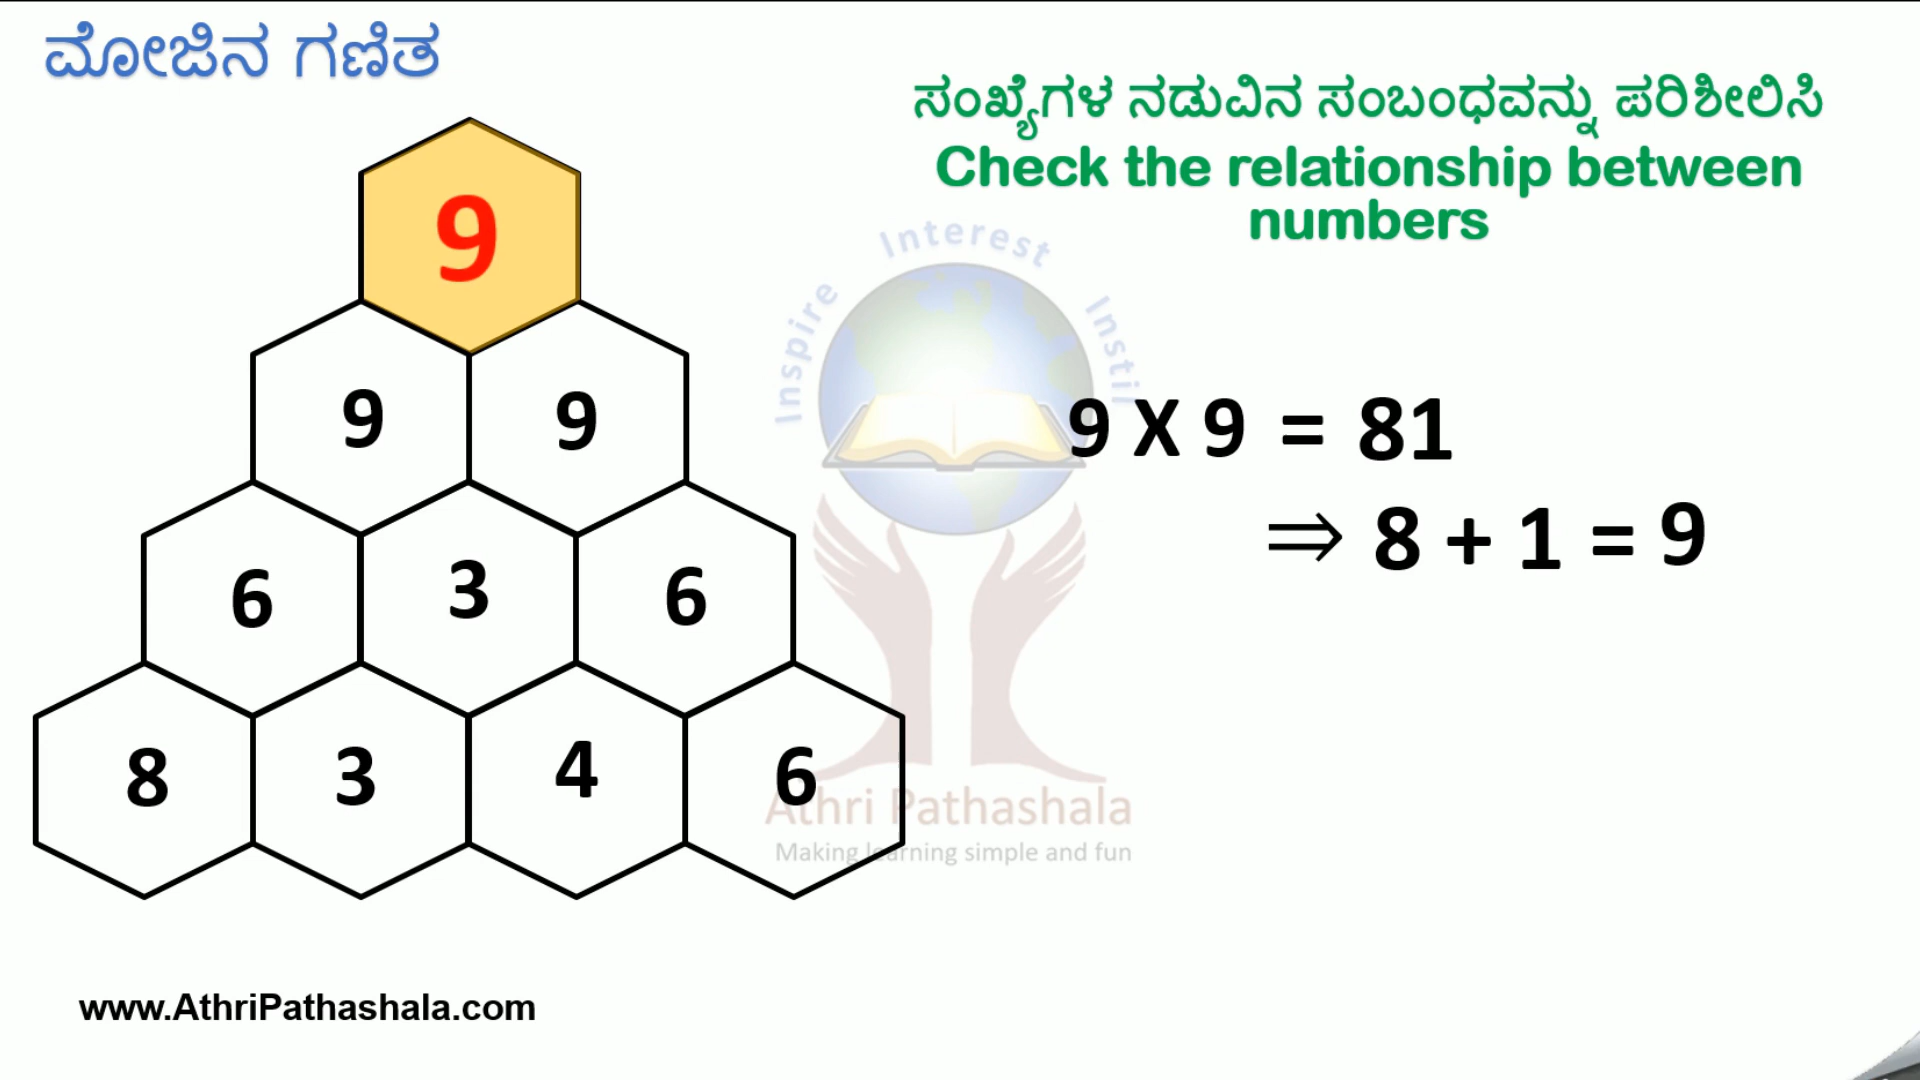 ಮೋಜಿನ ಗಣಿತ
ಸಂಖ್ಯೆಗಳ ನಡುವಿನ ಸಂಬಂಧವನ್ನು ಪರಿಶೀಲಿಸಿ
Check the relationship between
numbers
9
9 9
6 3 6
8 3 4 6
9 X 9 = 81
⇒ 8 + 1 = 9
Inspire Interest Instil
Athri Pathashala
Making learning simple and fun
www.AthriPathashala.com